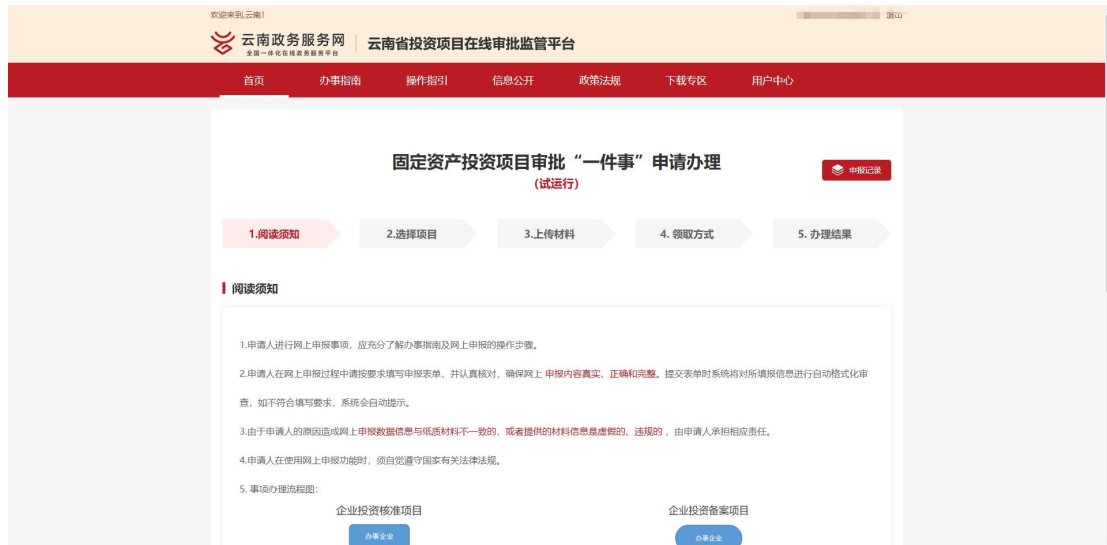 欢迎来到,云南!
退出
云南政务服务网
全国一体化在线政务服务平台
云南省投资项目在线审批监管平台
首页 办事指南 操作指引 信息公开 政策法规 下载专区 用户中心
固定资产投资项目审批“一件事”申请办理
(试运行)
申报记录
1.阅读须知 2.选择项目 3.上传材料 4. 领取方式 5. 办理结果
阅读须知
1.申请人进行网上申报事项，应充分了解办事指南及网上申报的操作步骤。
2.申请人在网上申报过程中请按要求填写申报表单，并认真核对，确保网上 申报内容真实、正确和完整。提交表单时系统将对所填报信息进行自动格式化审
查，如不符合填写要求，系统会自动提示。
3.由于申请人的原因造成网上申报数据信息与纸质材料不一致的，或者提供的材料信息是虚假的、违规的 ，由申请人承担相应责任。
4.申请人在使用网上申报功能时，须自觉遵守国家有关法律法规。
5. 事项办理流程图：
企业投资核准项目 企业投资备案项目
办事企业 办事企业